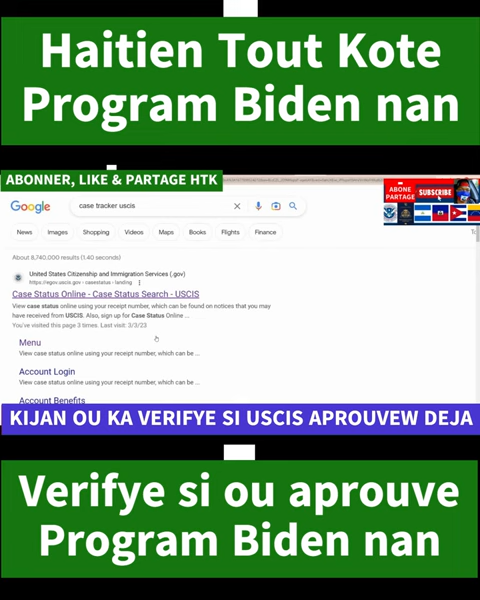 Haitien Tout Kote
Program Biden nan
ABONNER, LIKE & PARTAGE HTK
ABONE
PARTAGE
SUBSCRIBE
Google
case tracker uscis
News Images Shopping Videos Maps Books Flights Finance
About 8,740,000 results (1.40 seconds)
United States Citizenship and Immigration Services (.gov)
https://egov.uscis.gov › casestatus › landing
Case Status Online - Case Status Search - USCIS
View case status online using your receipt number, which can be found on notices that you may
have received from USCIS. Also, sign up for Case Status Online ...
You've visited this page 3 times. Last visit: 3/3/23
Menu
View case status online using your receipt number, which can be ...
Account Login
View case status online using your receipt number, which can be ...
Account Benefits
KIJAN OU KA VERIFYE SI USCIS APROUVEW DEJA
Verifye si ou aprouve
Program Biden nan